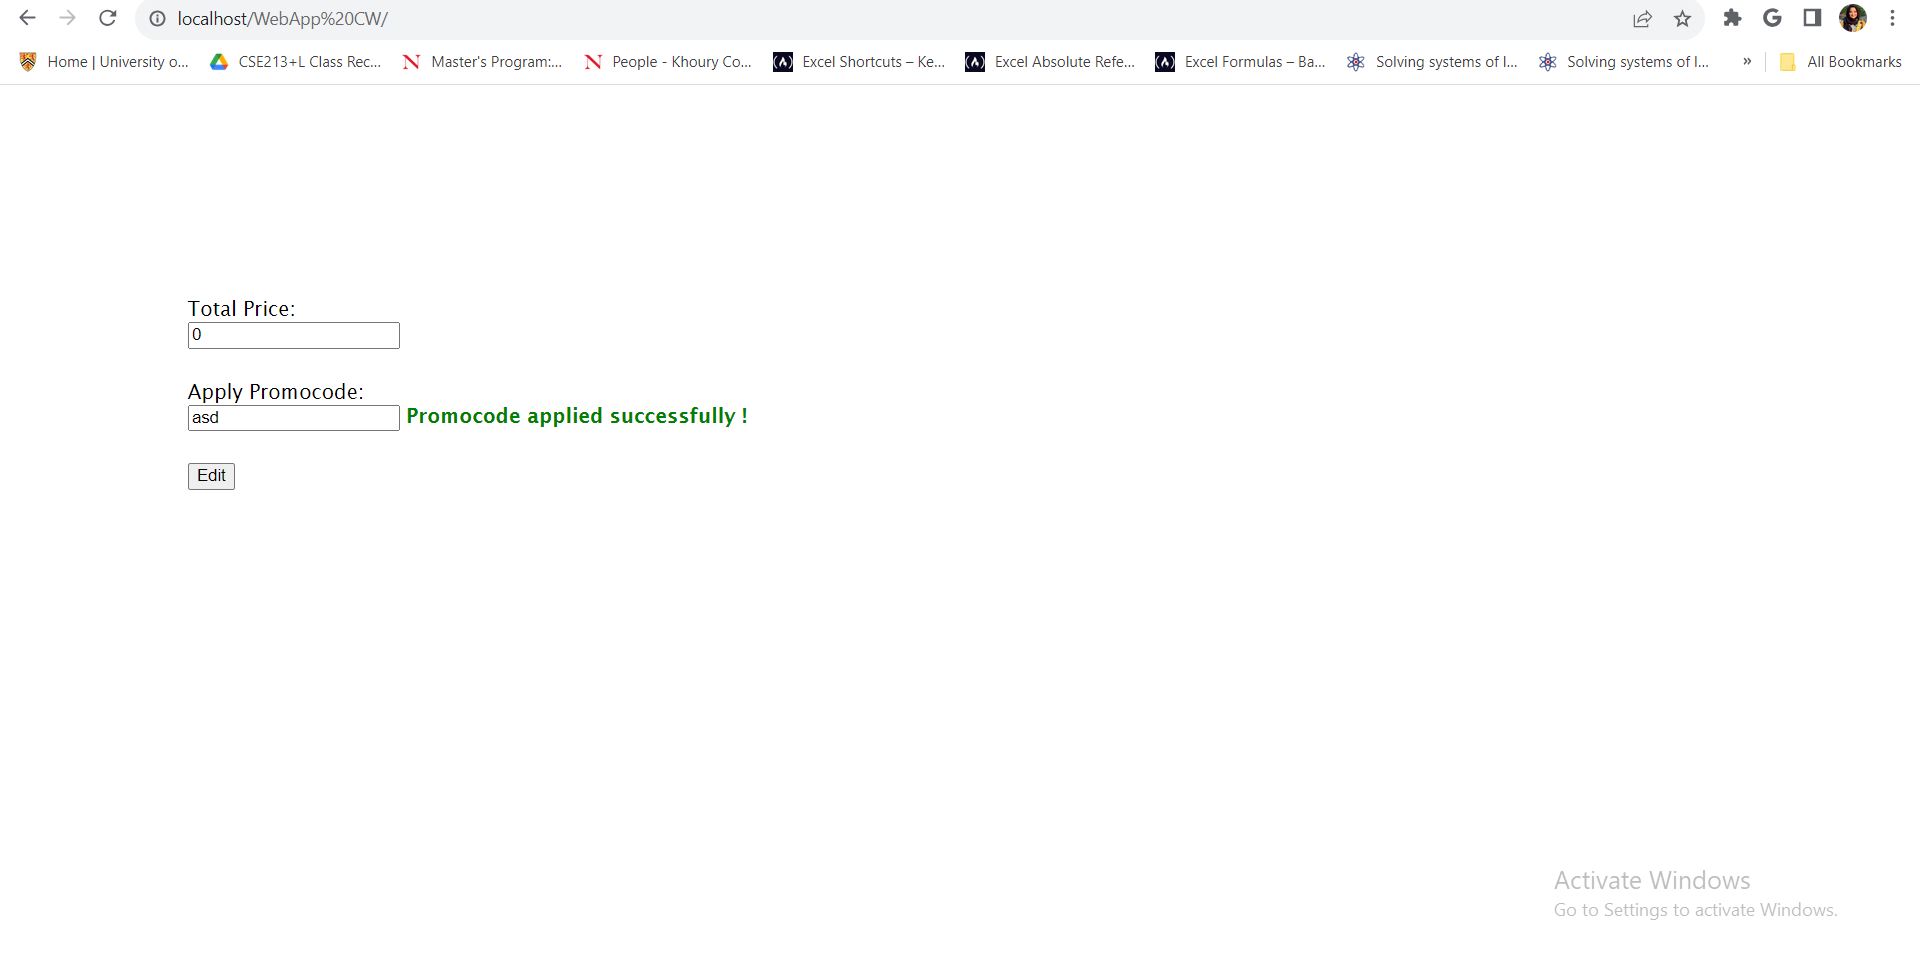 localhost/WebApp%20CW/
Home | University o... CSE213+L Class Rec... Master's Program:... People - Khoury Co... Excel Shortcuts – Ke... Excel Absolute Refe... Excel Formulas – Ba... Solving systems of l... Solving systems of l... » All Bookmarks
Total Price:
0
Apply Promocode:
asd Promocode applied successfully !
Edit
Activate Windows
Go to Settings to activate Windows.